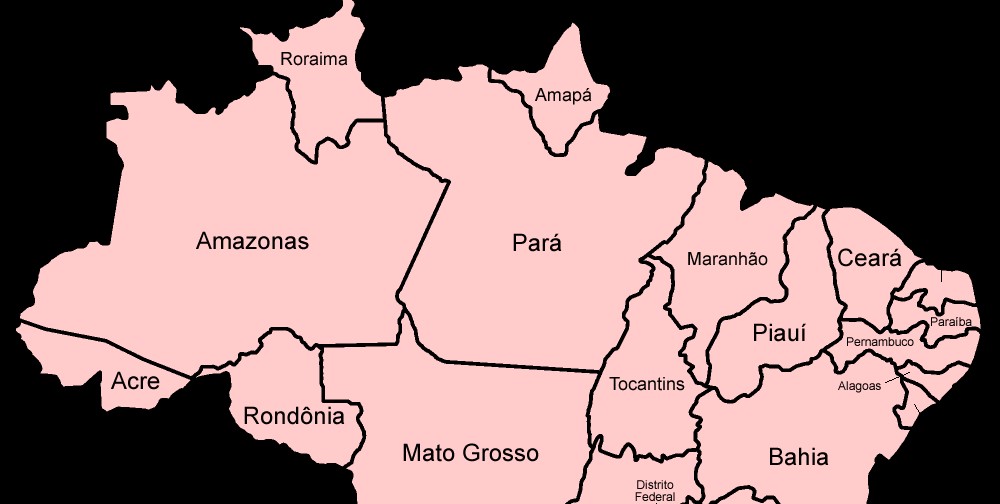 Roraima
Amapá
Amazonas
Pará
Maranhão
Ceará
Paraíba
Piauí
Pernambuco
Acre
Tocantins
Alagoas
Rondônia
Mato Grosso
Bahia
Distrito
Federal